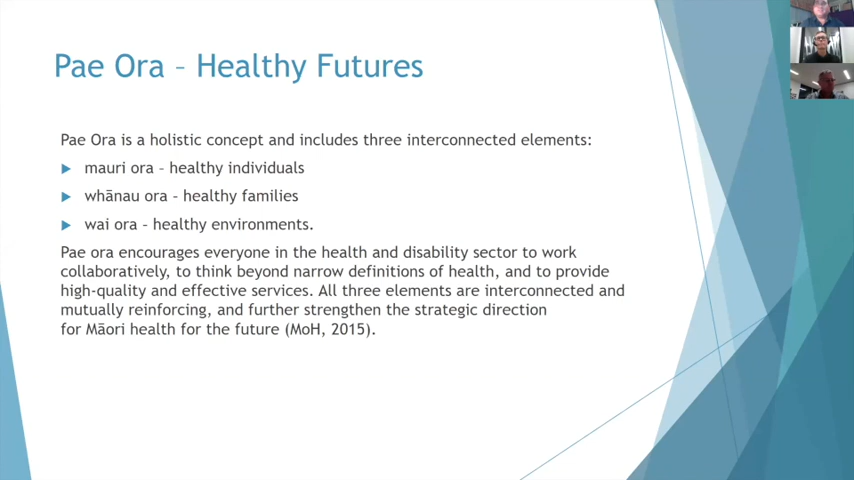 Pae Ora – Healthy Futures
Pae Ora is a holistic concept and includes three interconnected elements:
mauri ora – healthy individuals
whānau ora – healthy families
wai ora – healthy environments.
Pae ora encourages everyone in the health and disability sector to work
collaboratively, to think beyond narrow definitions of health, and to provide
high-quality and effective services. All three elements are interconnected and
mutually reinforcing, and further strengthen the strategic direction
for Māori health for the future (MoH, 2015).